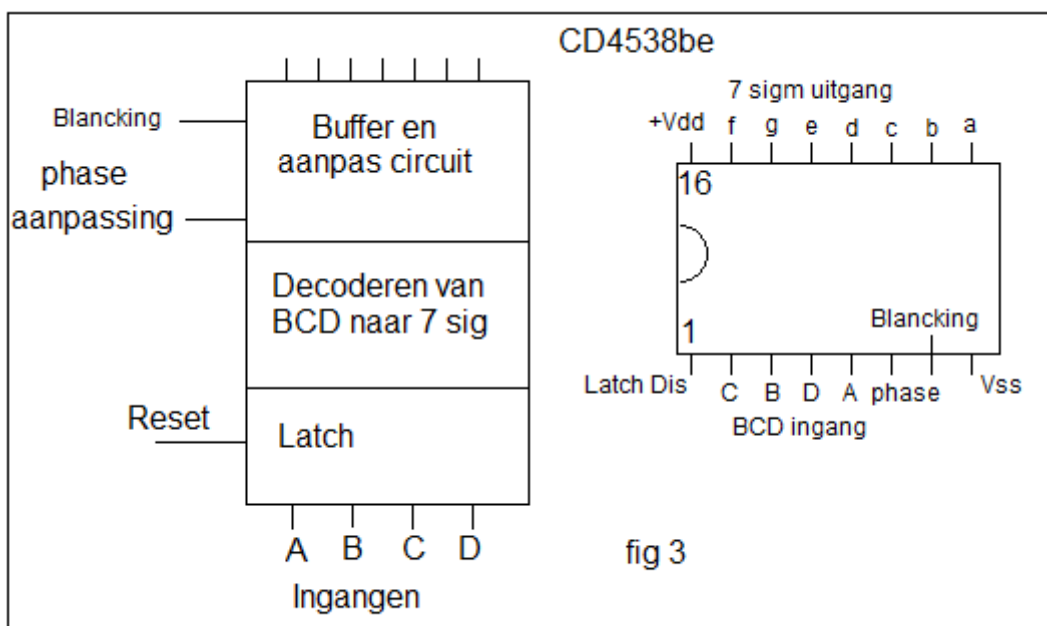 CD4538be
Blancking
phase
aanpassing
Buffer en
aanpas circuit
Decoderen van
BCD naar 7 sig
Reset
Latch
A B C D
Ingangen
7 sigm uitgang
+Vdd f g e d c b a
16
1
Blancking
Latch Dis C B D A phase Vss
BCD ingang
fig 3